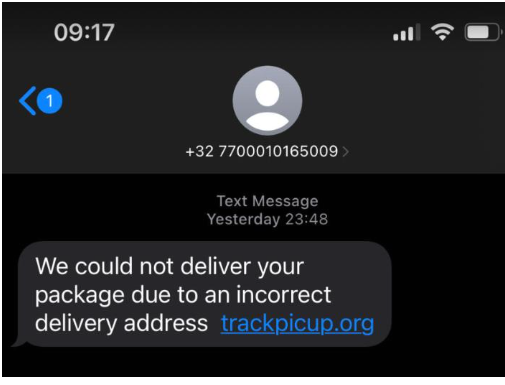 09:17
1
+32 7700010165009 >
Text Message
Yesterday 23:48
We could not deliver your
package due to an incorrect
delivery address trackpicup.org